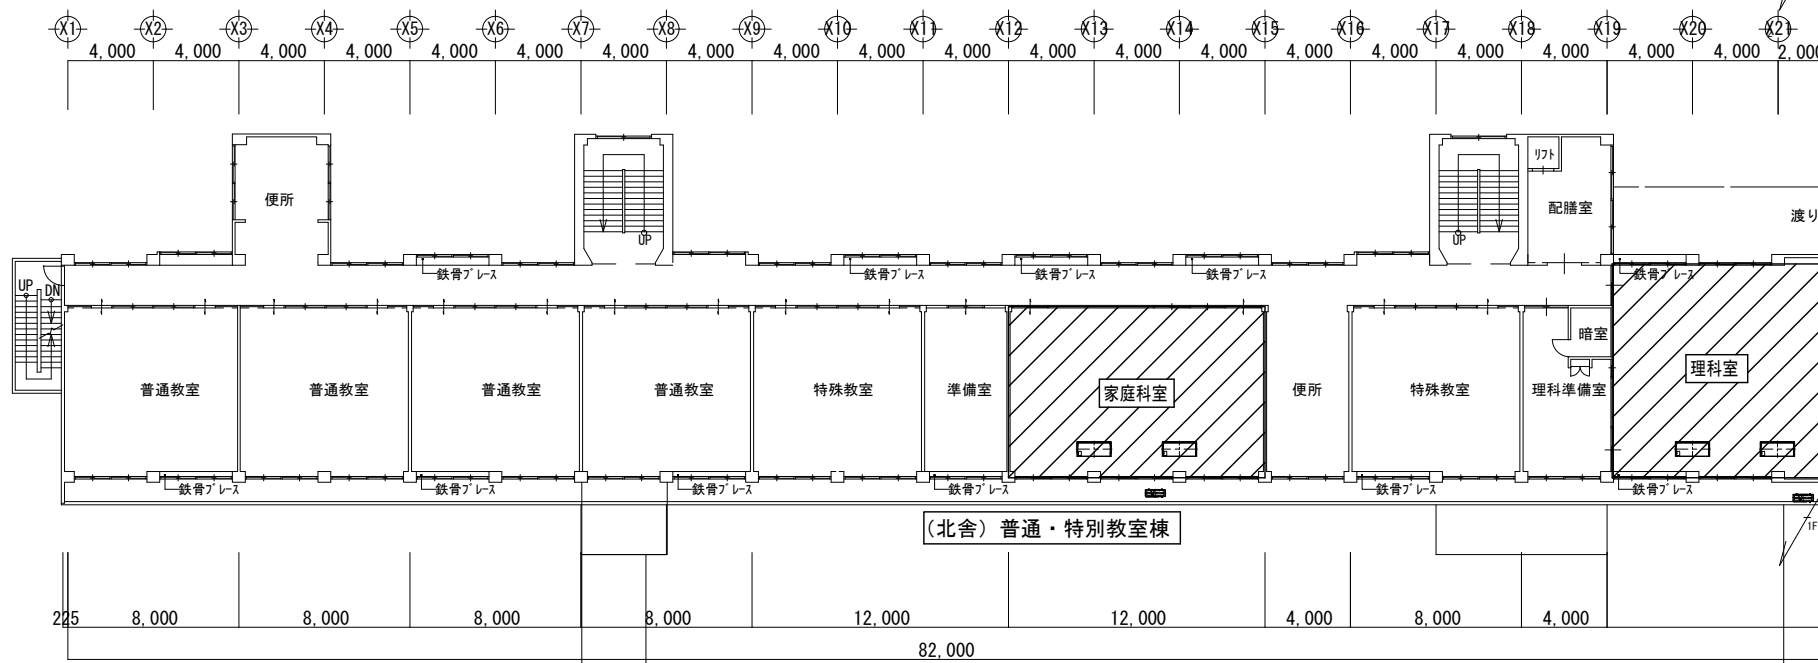 X1 X2 X3 X4 X5 X6 X7 X8 X9 X10 X11 X12 X13 X14 X15 X16 X17 X18 X19 X20 X21
4,000 4,000 4,000 4,000 4,000 4,000 4,000 4,000 4,000 4,000 4,000 4,000 4,000 4,000 4,000 4,000 4,000 4,000 4,000 4,000 2,000
リフト
便所
配膳室
渡り
UP
UP
鉄骨ブレース 鉄骨ブレース 鉄骨ブレース 鉄骨ブレース 鉄骨ブレース
UP DN
暗室
普通教室 普通教室 普通教室 普通教室 特殊教室 準備室 家庭科室 便所 特殊教室 理科準備室 理科室
鉄骨ブレース 鉄骨ブレース 鉄骨ブレース 鉄骨ブレース 鉄骨ブレース 鉄骨ブレース
(北舎) 普通・特別教室棟
1F
225 8,000 8,000 8,000 8,000 12,000 12,000 4,000 8,000 4,000
82,000